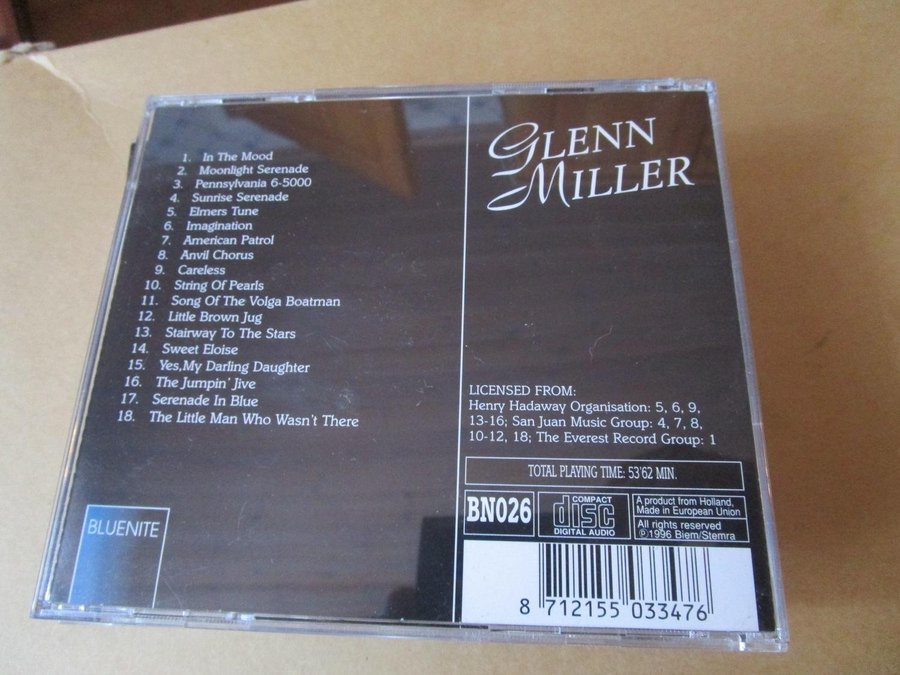 1. In The Mood
2. Moonlight Serenade
3. Pennsylvania 6-5000
4. Sunrise Serenade
5. Elmers Tune
6. Imagination
7. American Patrol
8. Anvil Chorus
9. Careless
10. String Of Pearls
11. Song Of The Volga Boatman
12. Little Brown Jug
13. Stairway To The Stars
14. Sweet Eloise
15. Yes,My Darling Daughter
16. The Jumpin' Jive
17. Serenade In Blue
18. The Little Man Who Wasn't There
BLUENITE
GLENN
MILLER
LICENSED FROM:
Henry Hadaway Organisation: 5, 6, 9,
13-16; San Juan Music Group: 4, 7, 8,
10-12, 18; The Everest Record Group: 1
TOTAL PLAYING TIME: 53'62 MIN.
BN026
COMPACT
disc
DIGITAL AUDIO
A product from Holland,
Made in European Union
All rights reserved
℗1996 Biem/Stemra
8 712155 033476